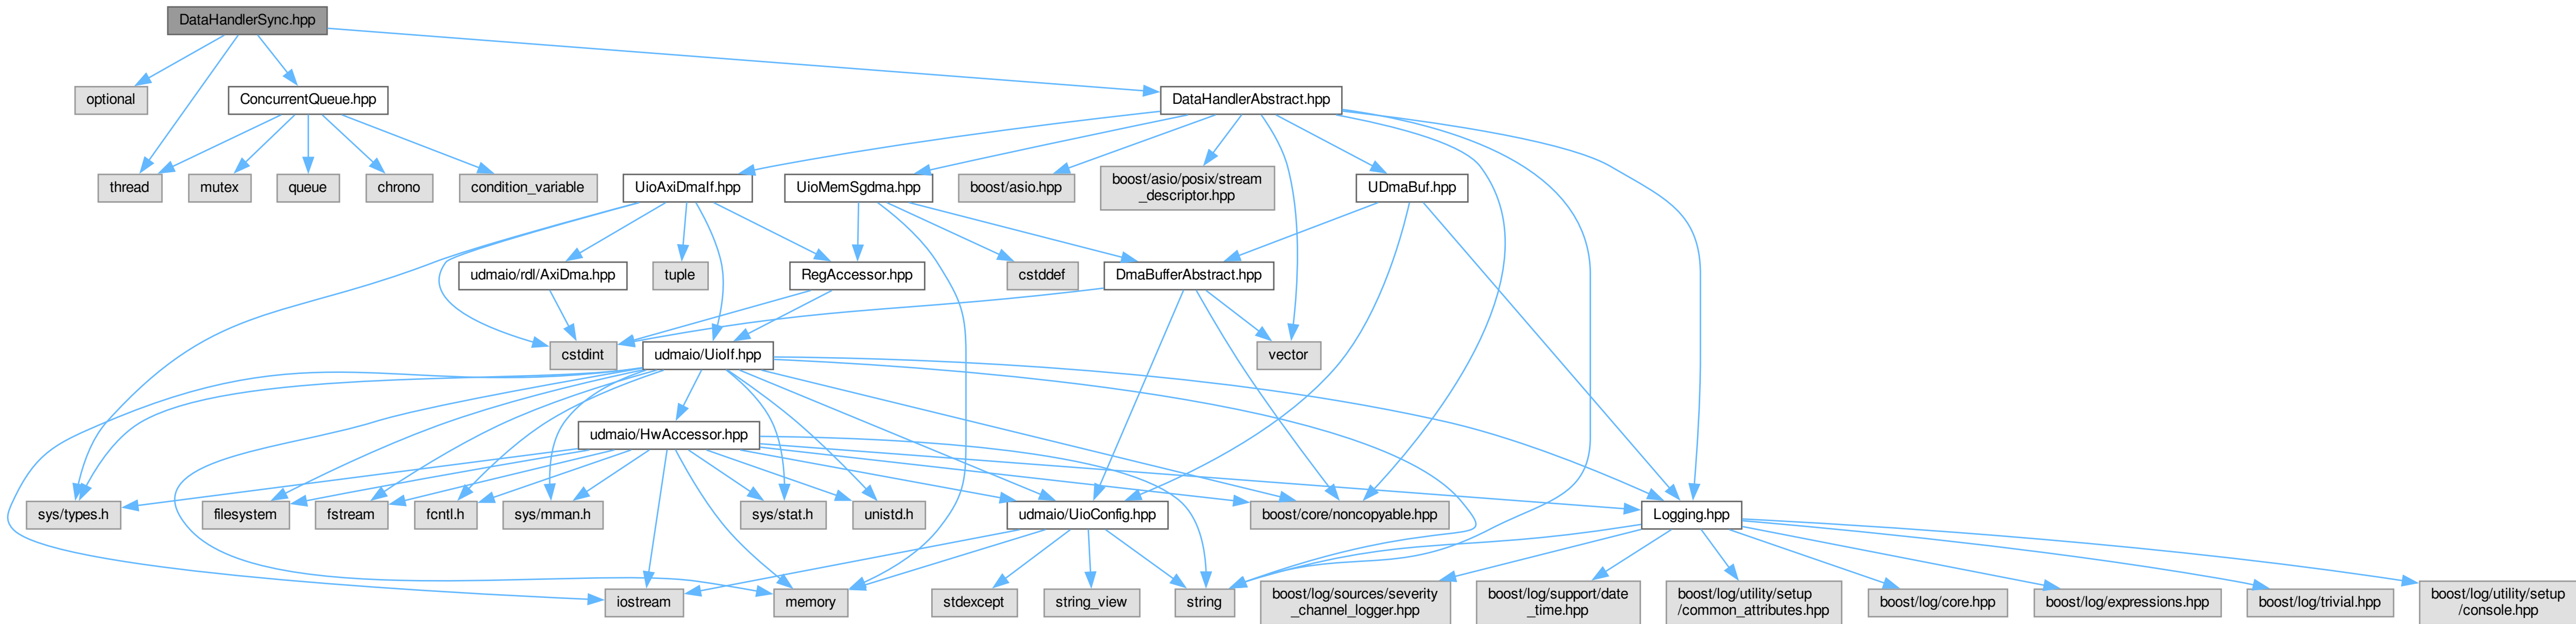 DataHandlerSync.hpp
optional
ConcurrentQueue.hpp
DataHandlerAbstract.hpp
thread
mutex
queue
chrono
condition_variable
UioAxiDmaIf.hpp
UioMemSgdma.hpp
boost/asio.hpp
boost/asio/posix/stream
_descriptor.hpp
UDmaBuf.hpp
udmaio/rdl/AxiDma.hpp
tuple
RegAccessor.hpp
cstddef
DmaBufferAbstract.hpp
cstdint
udmaio/UioIf.hpp
vector
udmaio/HwAccessor.hpp
sys/types.h
filesystem
fstream
fcntl.h
sys/mman.h
sys/stat.h
unistd.h
udmaio/UioConfig.hpp
boost/core/noncopyable.hpp
Logging.hpp
iostream
memory
stdexcept
string_view
string
boost/log/sources/severity
_channel_logger.hpp
boost/log/support/date
_time.hpp
boost/log/utility/setup
/common_attributes.hpp
boost/log/core.hpp
boost/log/expressions.hpp
boost/log/trivial.hpp
boost/log/utility/setup
/console.hpp